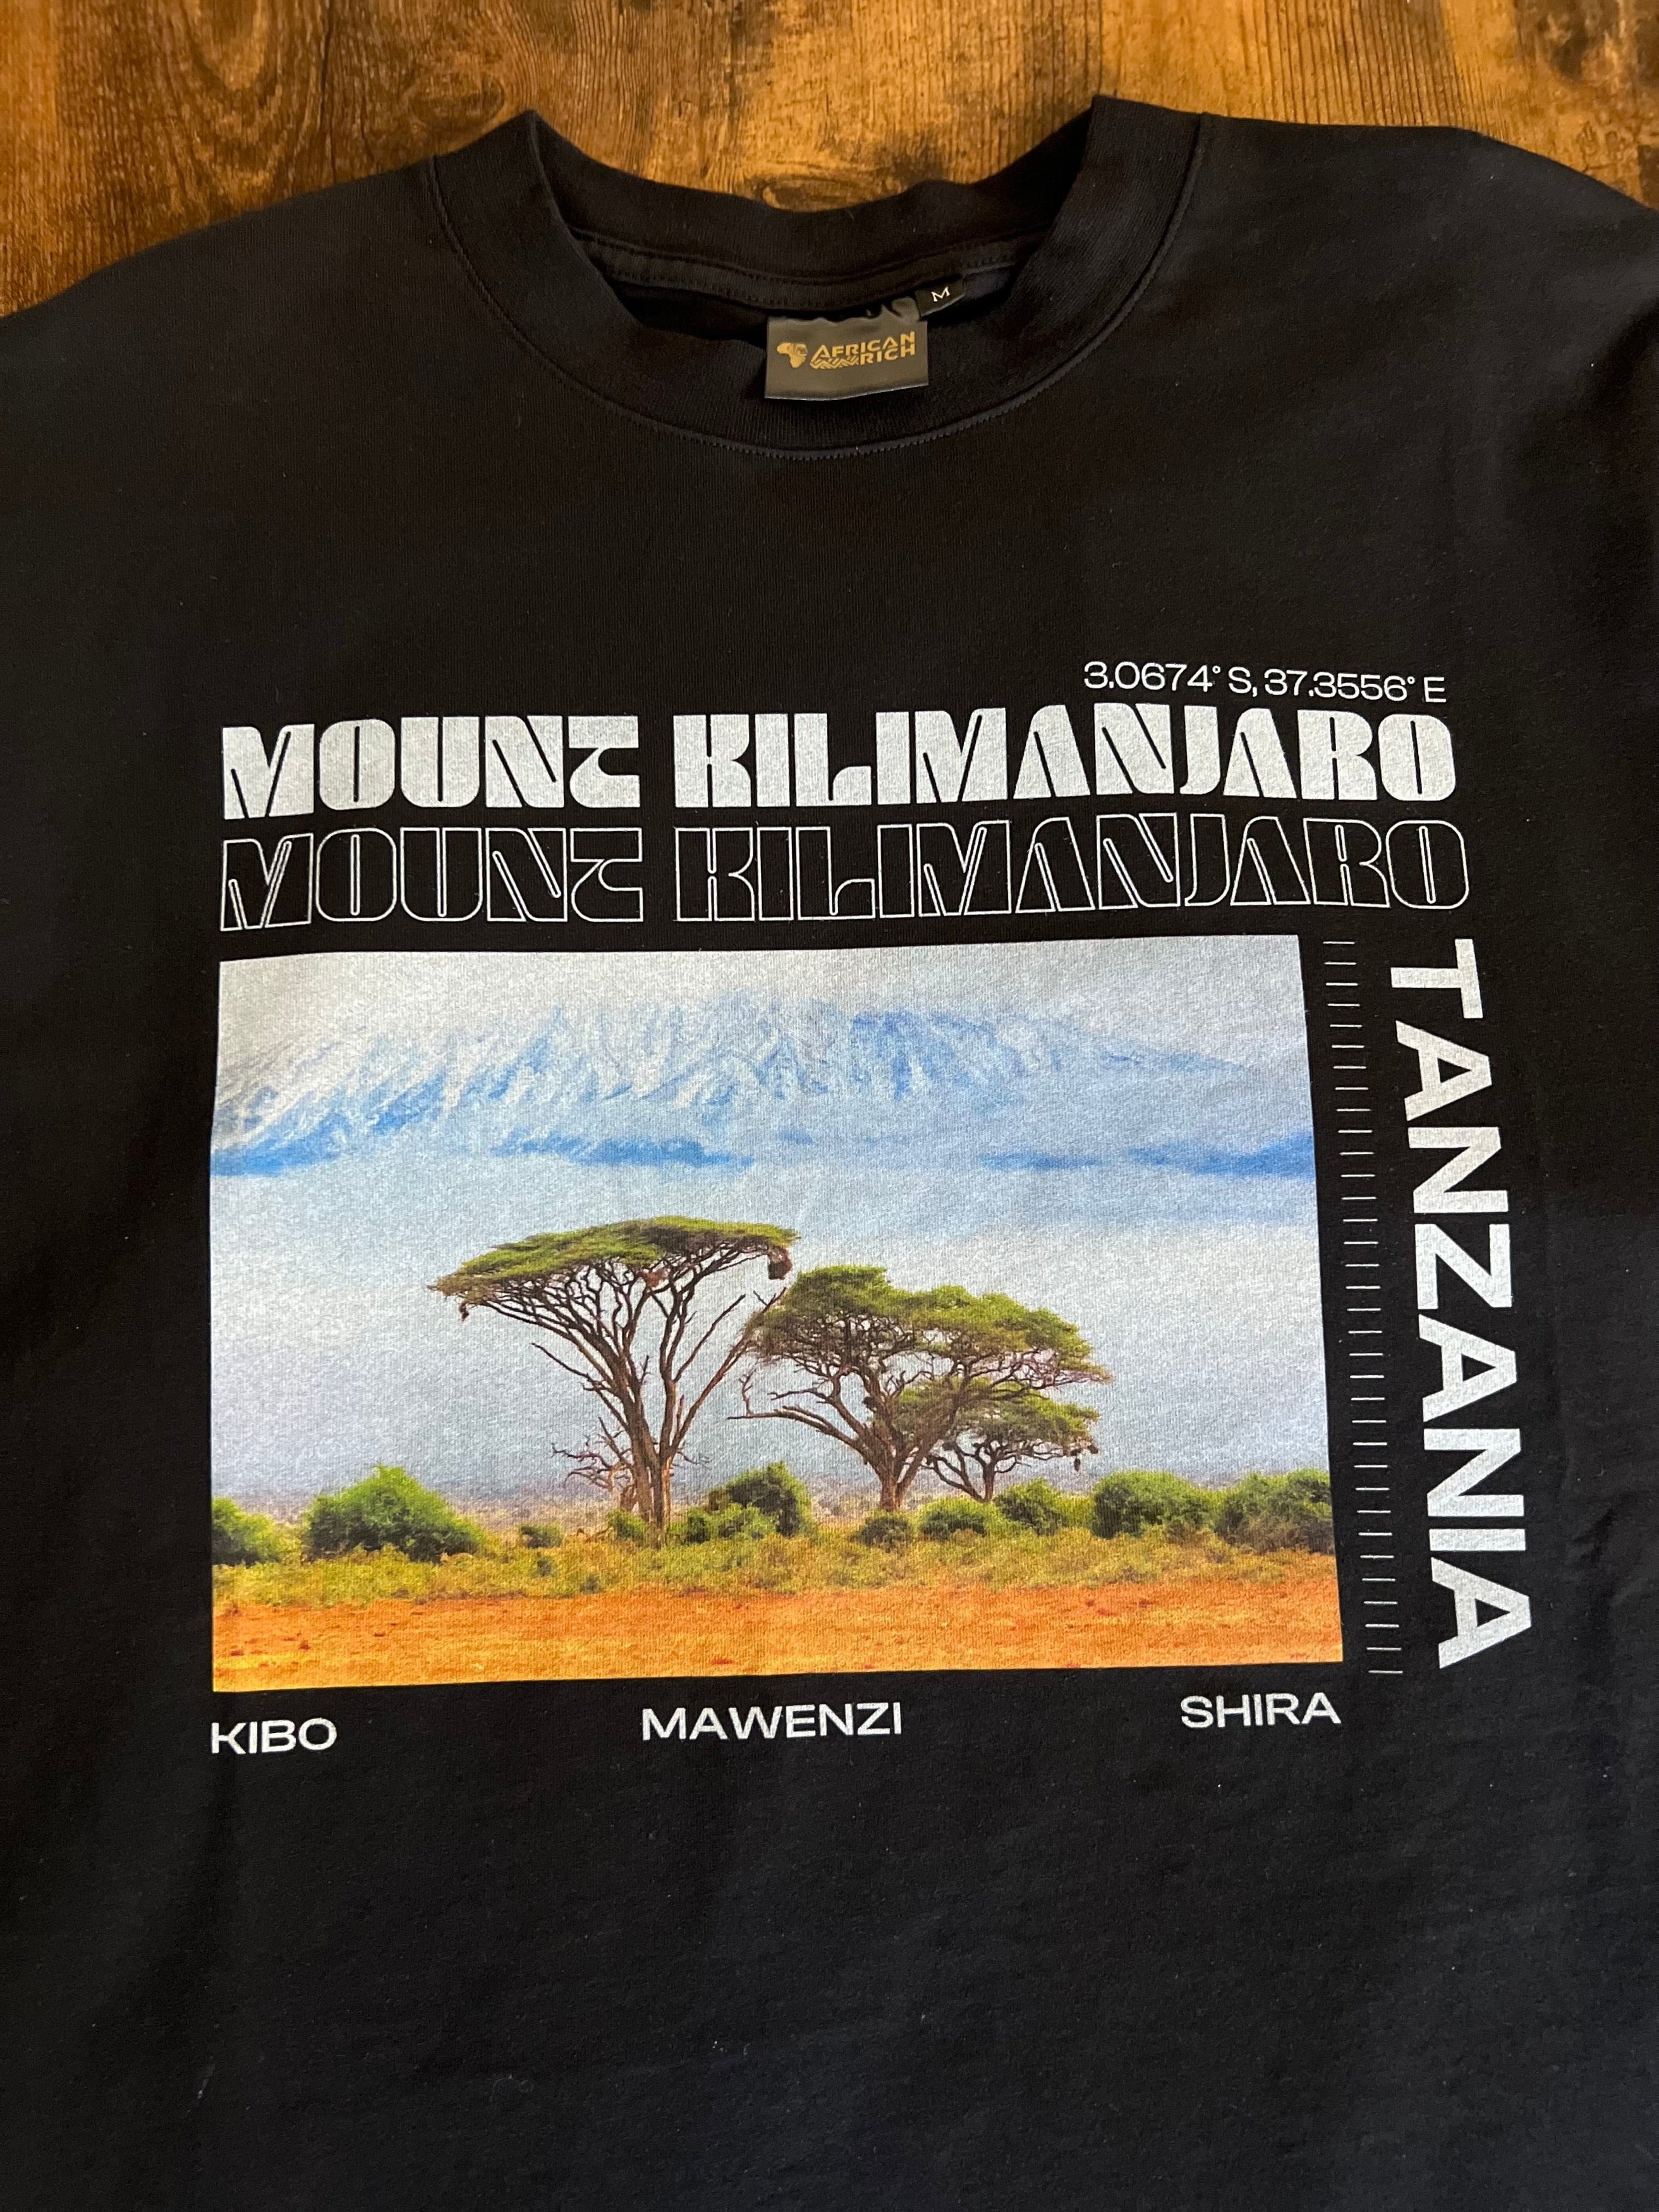 M
AFRICAN
RICH
3.0674° S, 37.3556° E
MOUNT KILIMANJARO
MOUNT KILIMANJARO
TANZANIA
KIBO MAWENZI SHIRA